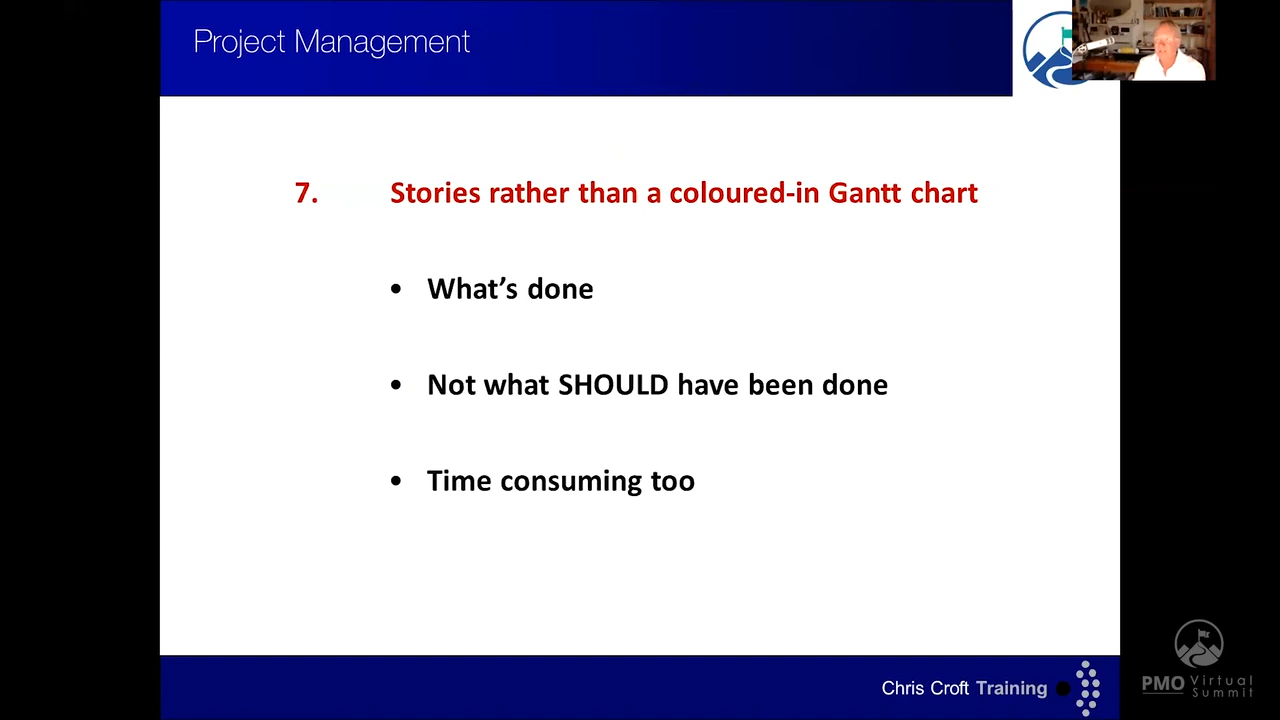 Project Management
7. Stories rather than a coloured-in Gantt chart
• What’s done
• Not what SHOULD have been done
• Time consuming too
Chris Croft Training
PMO Virtual Summit